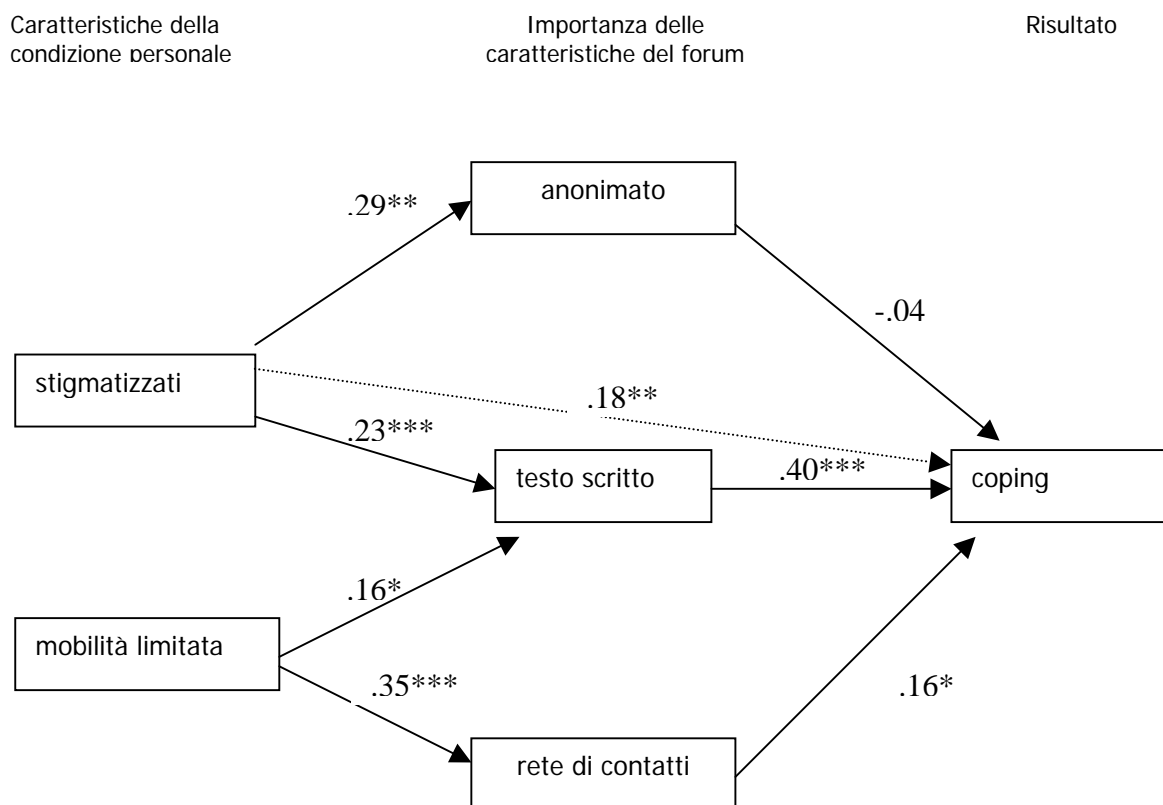 Caratteristiche della
condizione personale
Importanza delle
caratteristiche del forum
Risultato
anonimato
.29**
-.04
stigmatizzati
.18**
.23***
testo scritto
.40***
coping
.16*
mobilità limitata
.35***
.16*
rete di contatti